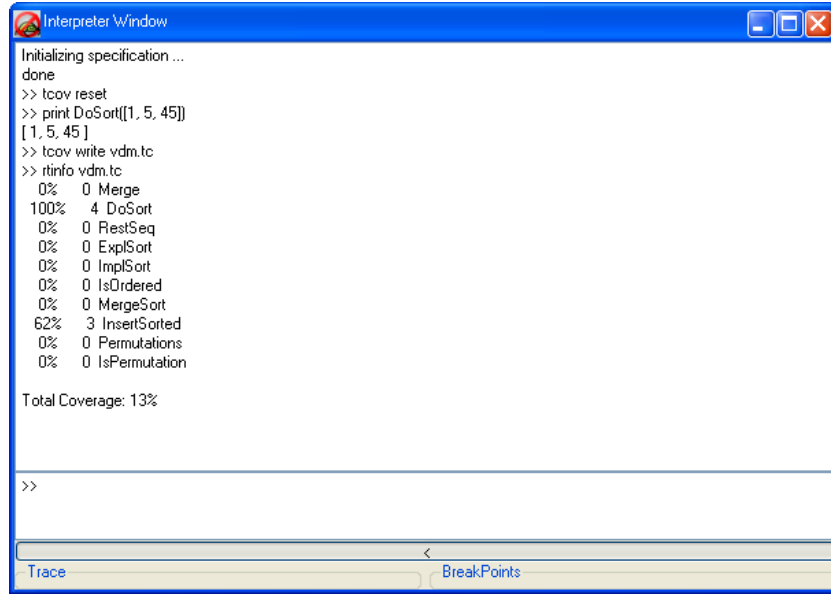 Interpreter Window
Initializing specification ...
done
>> tcov reset
>> print DoSort([1, 5, 45])
[ 1, 5, 45 ]
>> tcov write vdm.tc
>> rtinfo vdm.tc
0% 0 Merge
100% 4 DoSort
0% 0 RestSeq
0% 0 ExplSort
0% 0 ImplSort
0% 0 IsOrdered
0% 0 MergeSort
62% 3 InsertSorted
0% 0 Permutations
0% 0 IsPermutation
Total Coverage: 13%
>>
<
Trace BreakPoints